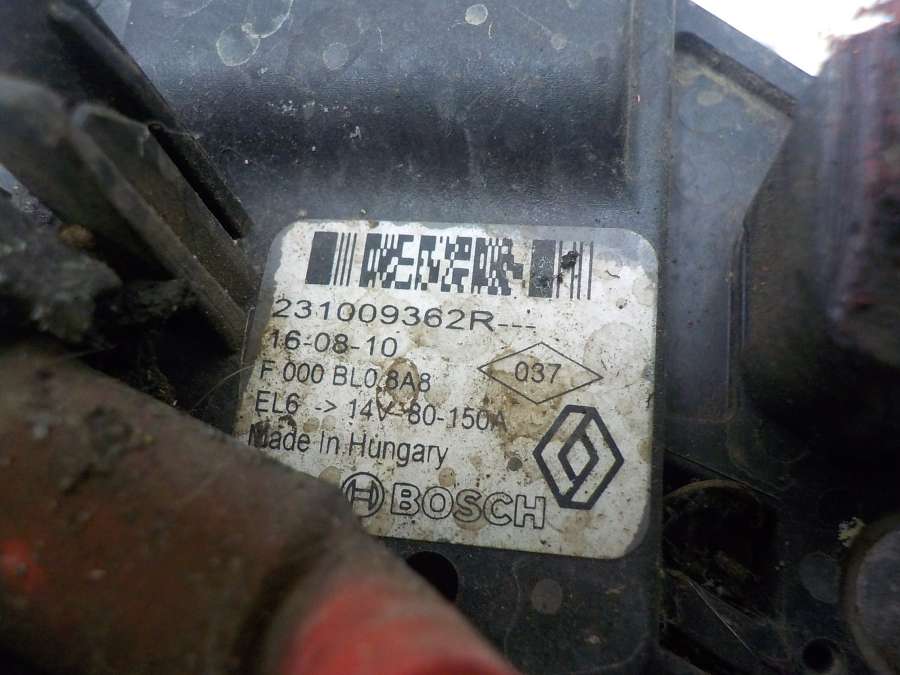 231009362R---
16-08-10
037
F 000 BL0 8A8
EL6 -> 14V-80-150A
Made In Hungary
BOSCH